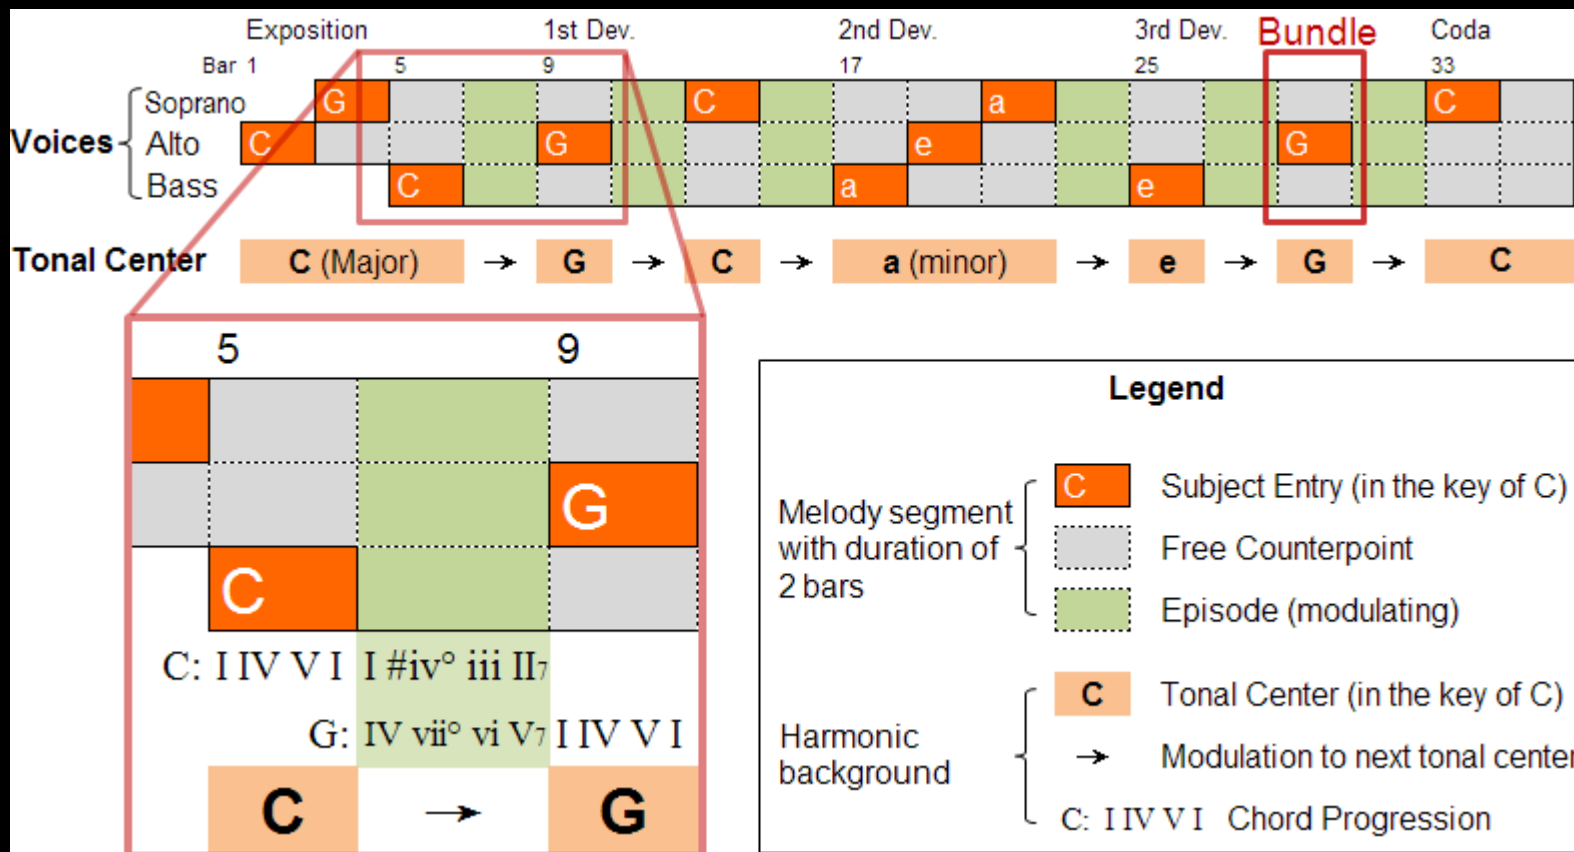 Exposition 1st Dev. 2nd Dev. 3rd Dev. Bundle Coda
Bar 1 5 9 17 25 33
Voices
Soprano G C a C
Alto C G e G
Bass C a e
Tonal Center C (Major) → G → C → a (minor) → e → G → C
5 9
G
C
C: I IV V I I #iv° iii II7
G: IV vii° vi V7 I IV V I
C → G
Legend
Melody segment
with duration of
2 bars
C Subject Entry (in the key of C)
Free Counterpoint
Episode (modulating)
Harmonic
background
C Tonal Center (in the key of C)
→ Modulation to next tonal center
C: I IV V I Chord Progression